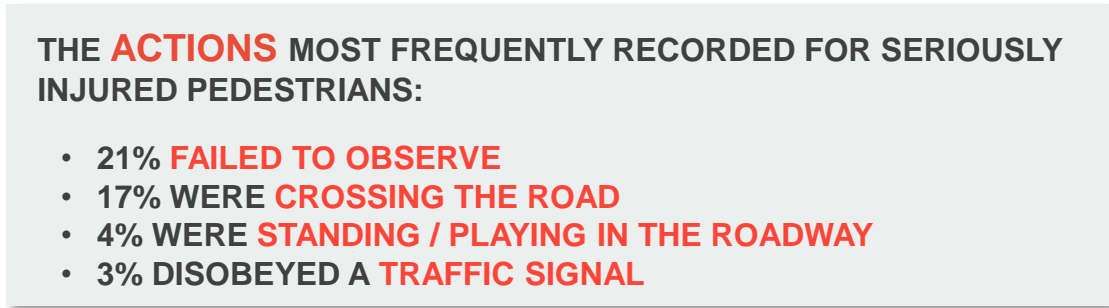 THE ACTIONS MOST FREQUENTLY RECORDED FOR SERIOUSLY
INJURED PEDESTRIANS:
• 21% FAILED TO OBSERVE
• 17% WERE CROSSING THE ROAD
• 4% WERE STANDING / PLAYING IN THE ROADWAY
• 3% DISOBEYED A TRAFFIC SIGNAL